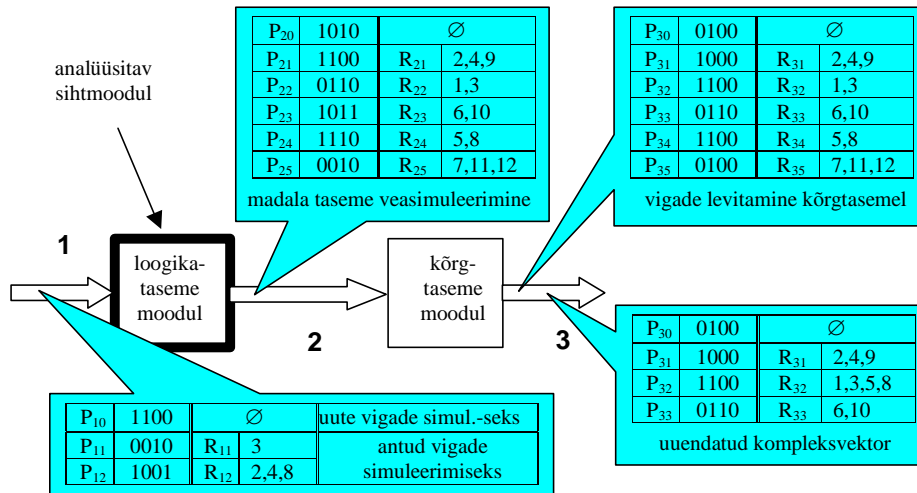 P20 1010 ∅
P21 1100 R21 2,4,9
P22 0110 R22 1,3
P23 1011 R23 6,10
P24 1110 R24 5,8
P25 0010 R25 7,11,12
madala taseme veasimuleerimine
P30 0100 ∅
P31 1000 R31 2,4,9
P32 1100 R32 1,3
P33 0110 R33 6,10
P34 1100 R34 5,8
P35 0100 R35 7,11,12
vigade levitamine kõrgtasemel
analüüsitav
sihtmoodul
1
loogika-
taseme
moodul
2
kõrg-
taseme
moodul
3
P10 1100 ∅ uute vigade simul.-seks
P11 0010 R11 3 antud vigade
P12 1001 R12 2,4,8 simuleerimiseks
P30 0100 ∅
P31 1000 R31 2,4,9
P32 1100 R32 1,3,5,8
P33 0110 R33 6,10
uuendatud kompleksvektor